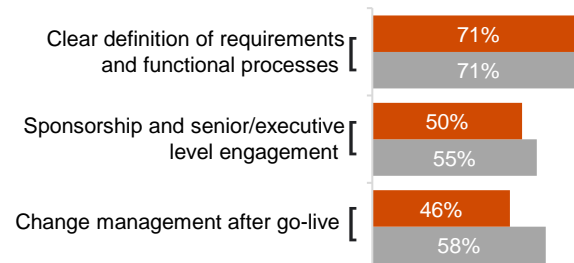 Clear definition of requirements
and functional processes
71%
71%
Sponsorship and senior/executive
level engagement
50%
55%
Change management after go-live
46%
58%